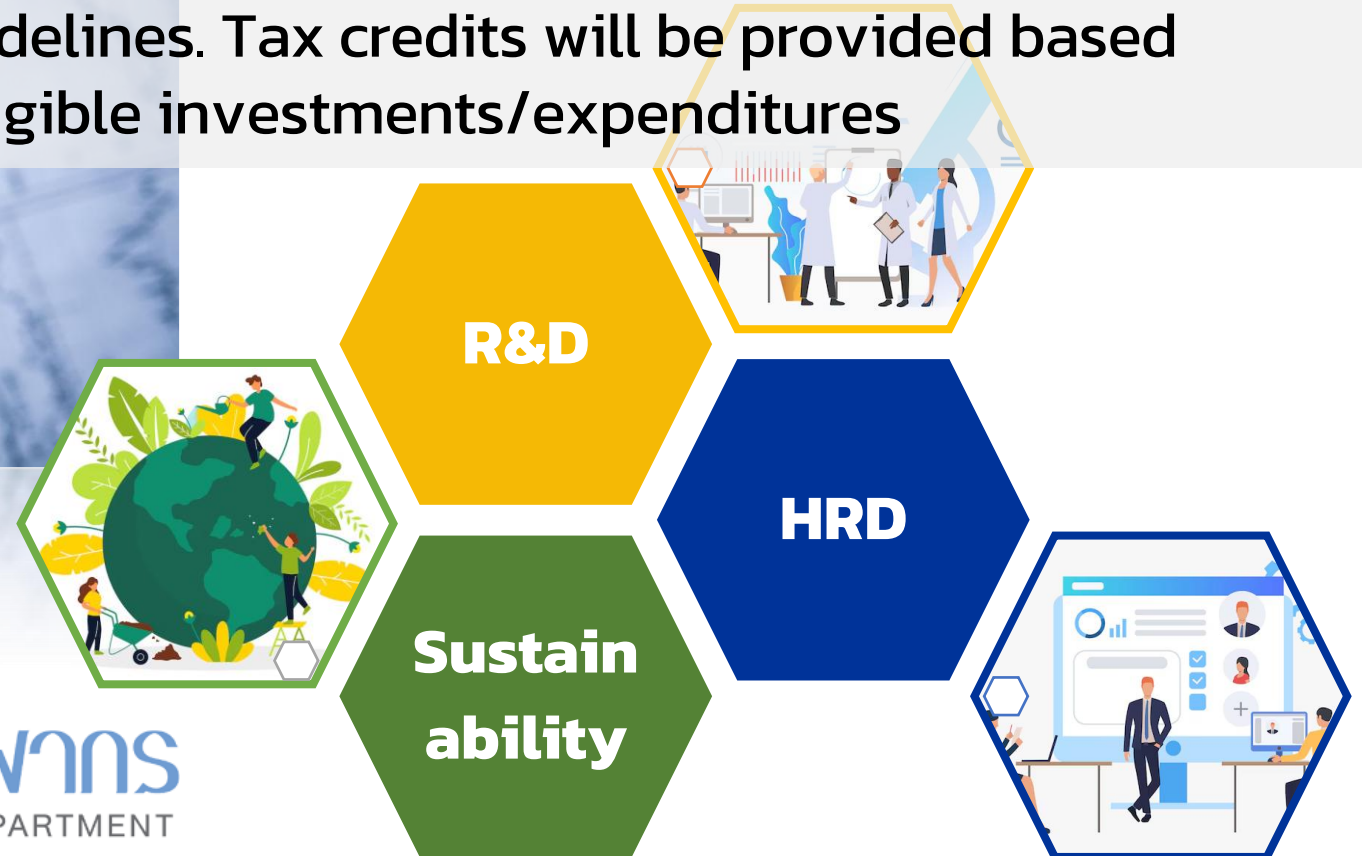 delines. Tax credits will be provided based
gible investments/expenditures
R&D
HRD
Sustain
ability
พากร
PARTMENT